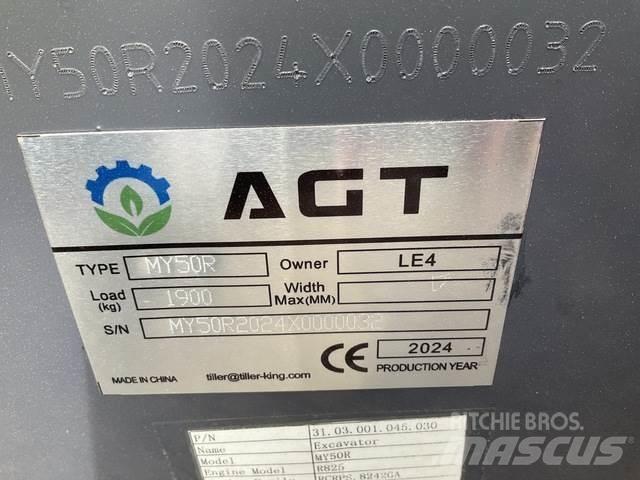 MY50R2024X0000032
AGT
TYPE MY50R Owner LE4
Load (kg) 1900 Width Max(MM)
S/N MY50R2024X0000032
CE 2024
MADE IN CHINA tiller@tiller-king.com PRODUCTION YEAR
P/N 31.03.001.045.030
Name Excavator
Model MY50R
Engine Model R825
RCRPS.8242GA
RITCHIE BROS.
MASCUS